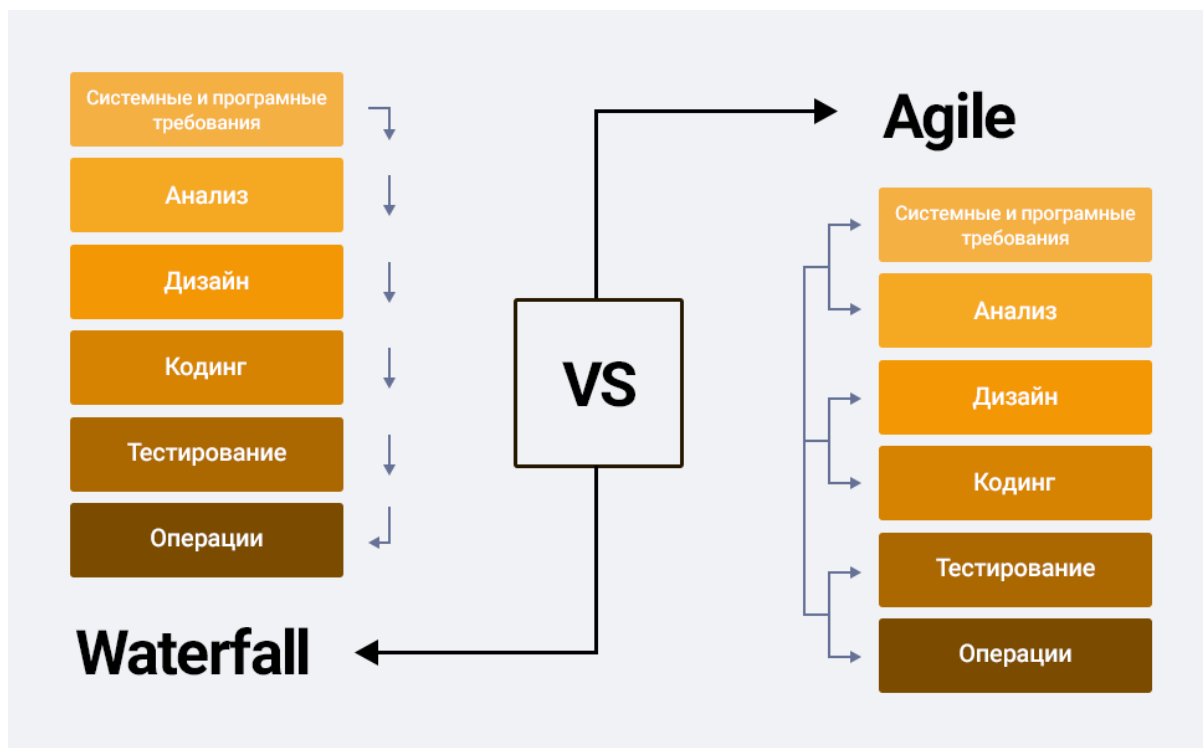 Системные и програмные
требования
Анализ
Дизайн
Кодинг
Тестирование
Операции
Waterfall
VS
Agile
Системные и програмные
требования
Анализ
Дизайн
Кодинг
Тестирование
Операции